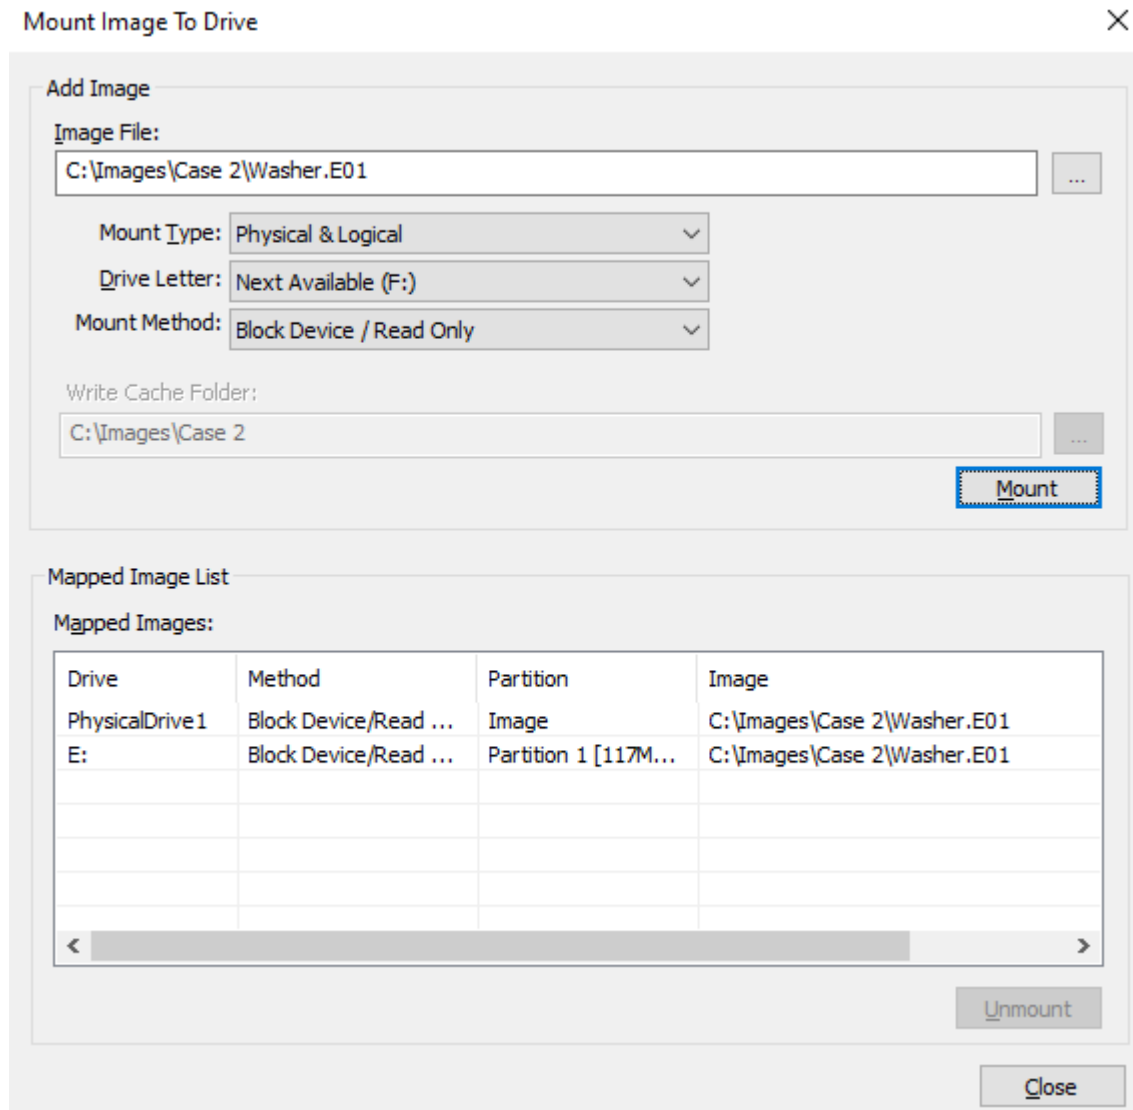 Mount Image To Drive
Add Image
Image File:
C:\Images\Case 2\Washer.E01
...
Mount Type: Physical & Logical
Drive Letter: Next Available (F:)
Mount Method: Block Device / Read Only
Write Cache Folder:
C:\Images\Case 2
...
Mount
Mapped Image List
Mapped Images:
Drive Method Partition Image
PhysicalDrive1 Block Device/Read ... Image C:\Images\Case 2\Washer.E01
E: Block Device/Read ... Partition 1 [117M... C:\Images\Case 2\Washer.E01
Unmount
Close